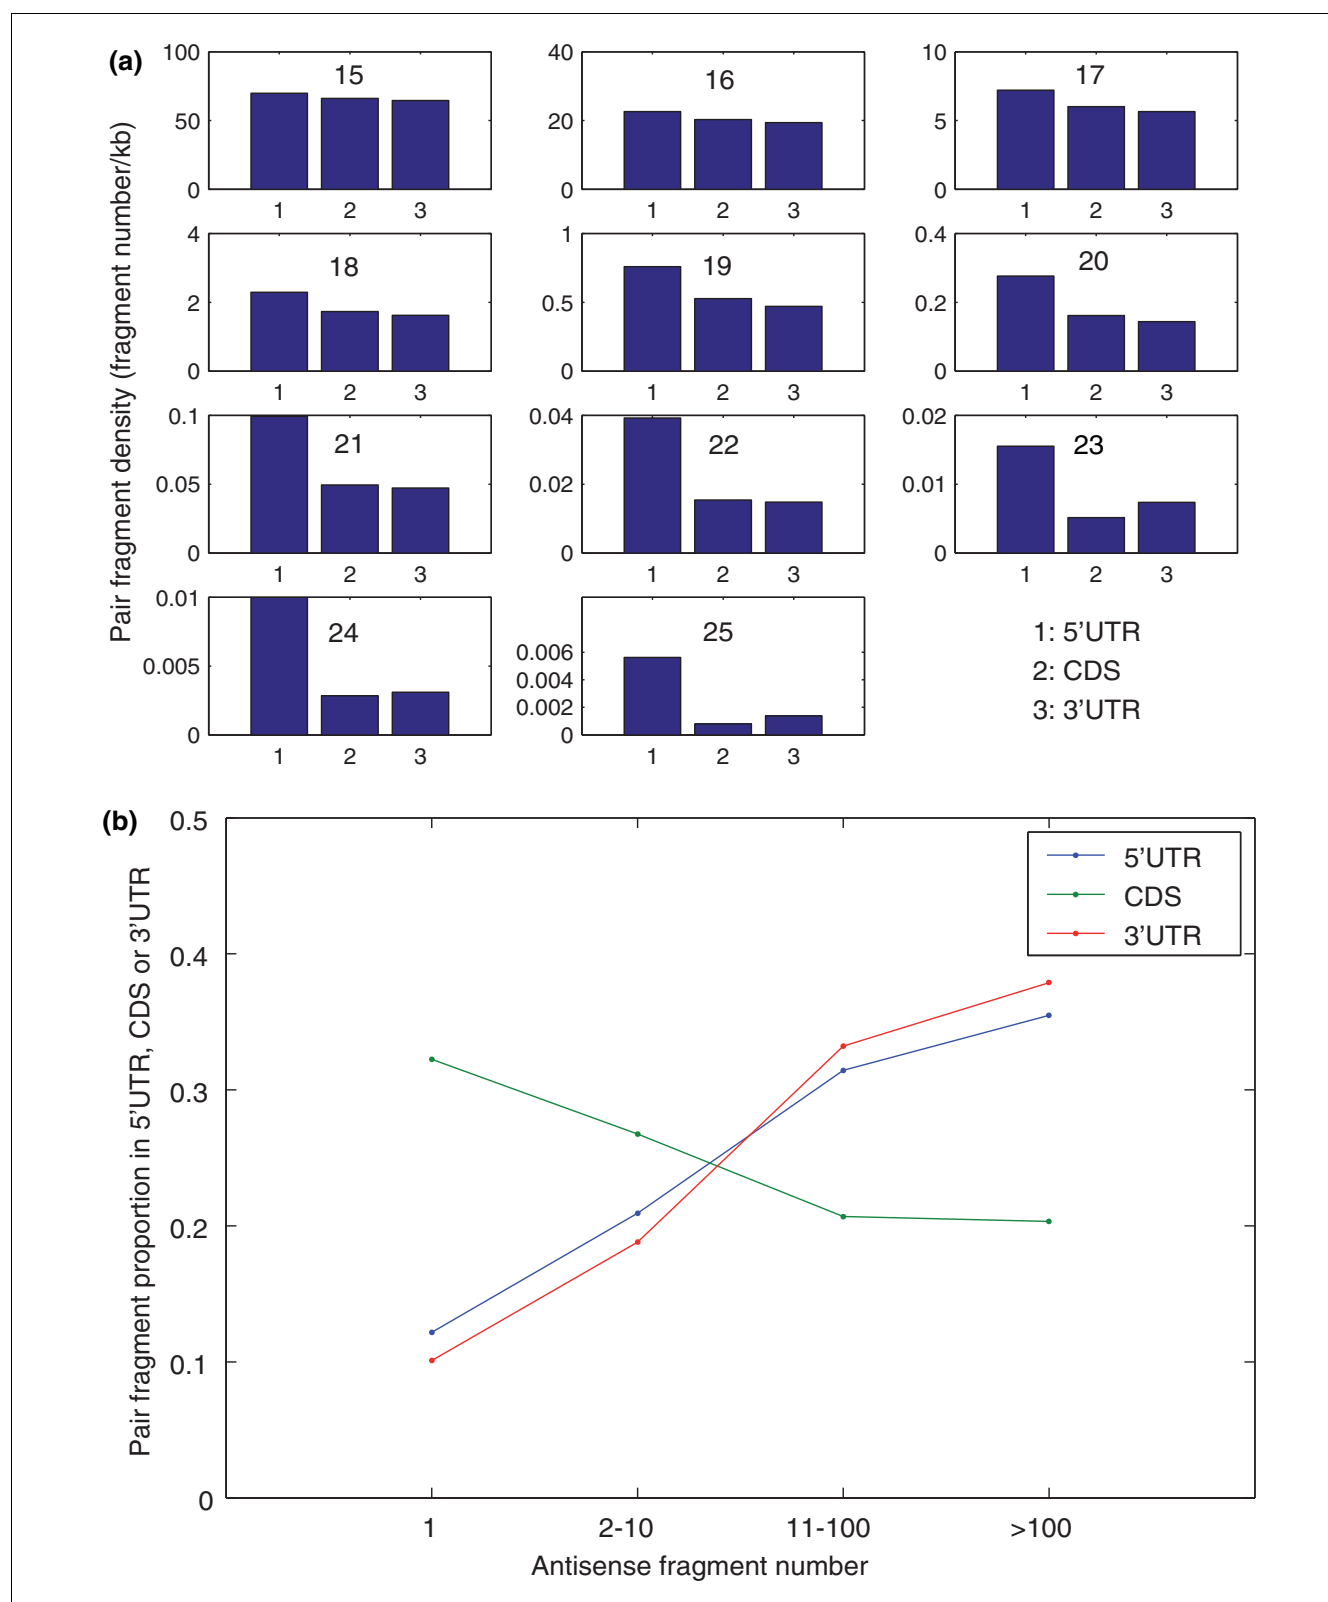 (a)
Pair fragment density (fragment number/kb)
100
50
0
15
1 2 3
40
20
0
16
1 2 3
10
5
0
17
1 2 3
4
2
0
18
1 2 3
1
0.5
0
19
1 2 3
0.4
0.2
0
20
1 2 3
0.1
0.05
0
21
1 2 3
0.04
0.02
0
22
1 2 3
0.02
0.01
0
23
1 2 3
0.01
0.005
0
24
1 2 3
0.006
0.004
0.002
0
25
1 2 3
1: 5’UTR
2: CDS
3: 3’UTR
(b)
Pair fragment proportion in 5’UTR, CDS or 3’UTR
0.5
0.4
0.3
0.2
0.1
0
5’UTR
CDS
3’UTR
1 2-10 11-100 >100
Antisense fragment number